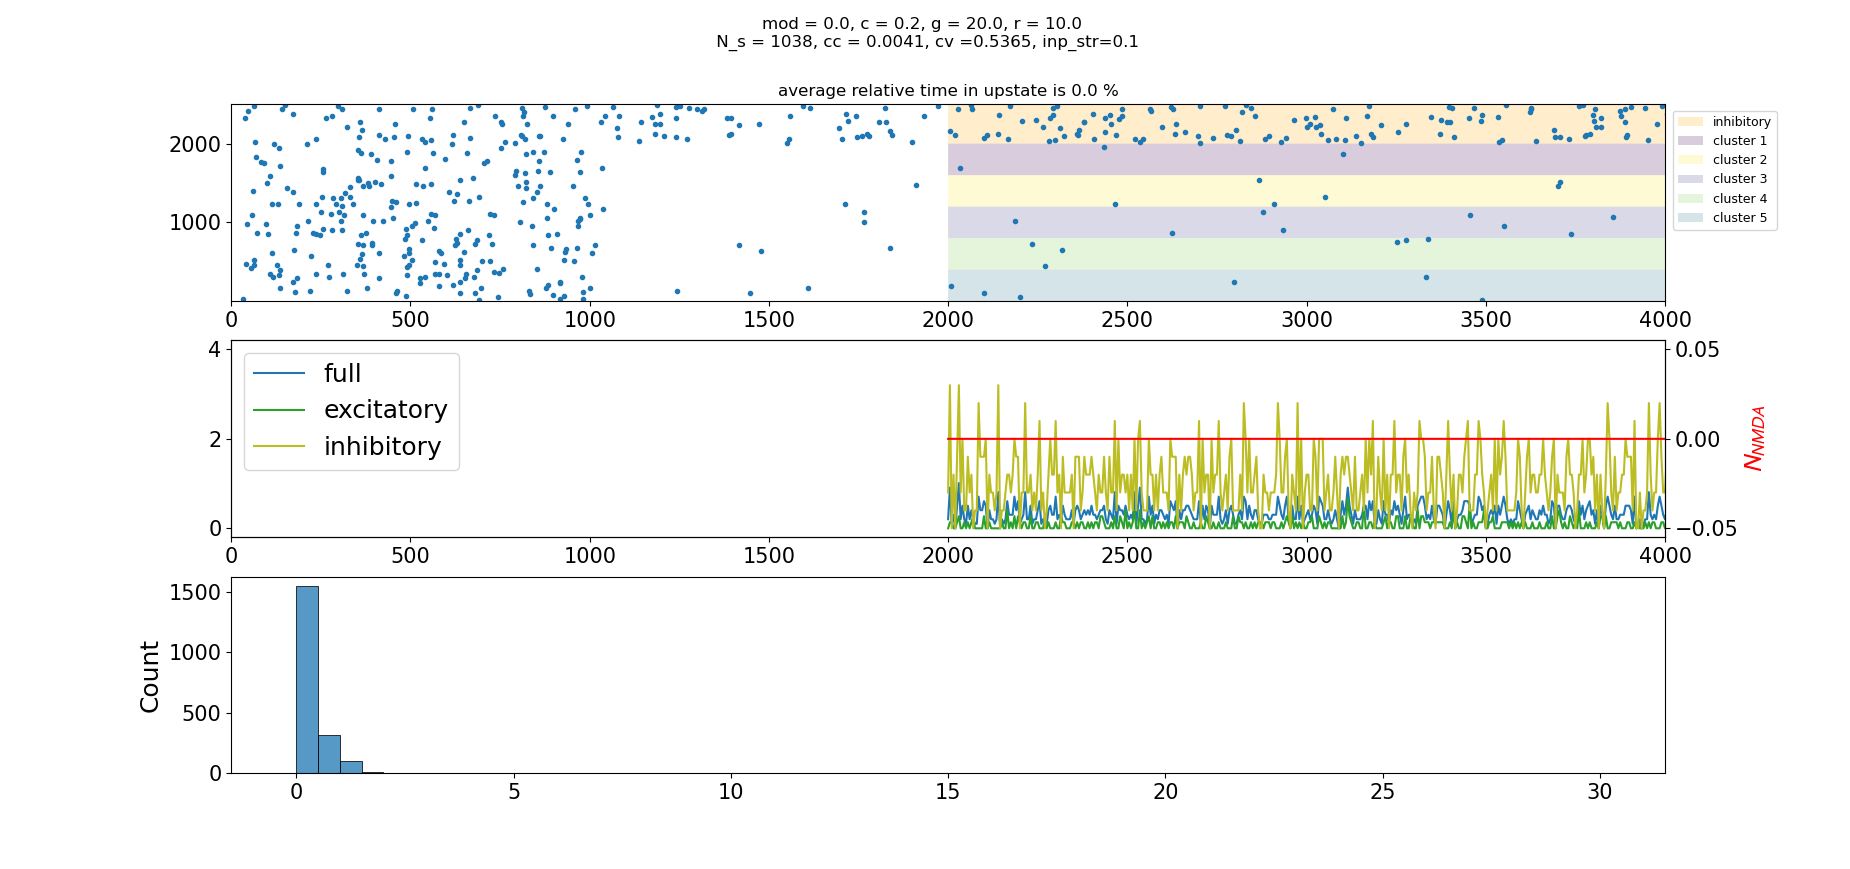 mod = 0.0, c = 0.2, g = 20.0, r = 10.0
N_s = 1038, cc = 0.0041, cv =0.5365, inp_str=0.1
average relative time in upstate is 0.0 %
2000
1000
0 500 1000 1500 2000 2500 3000 3500 4000
inhibitory
cluster 1
cluster 2
cluster 3
cluster 4
cluster 5
4
2
0
full
excitatory
inhibitory
0.05
0.00
−0.05
N_NMDA
0 500 1000 1500 2000 2500 3000 3500 4000
Count
1500
1000
500
0
0 5 10 15 20 25 30